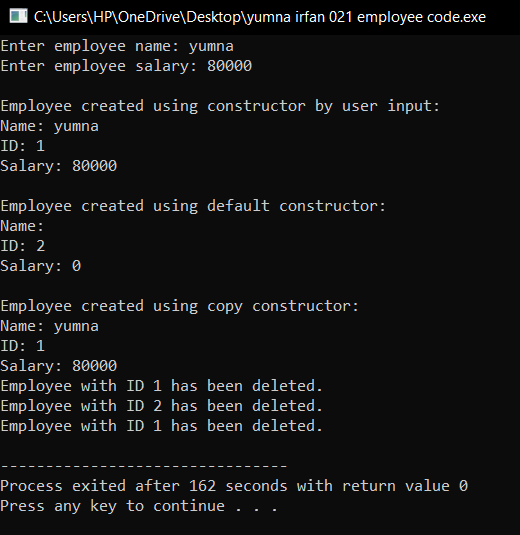 C:\Users\HP\OneDrive\Desktop\yumna irfan 021 employee code.exe
Enter employee name: yumna
Enter employee salary: 80000
Employee created using constructor by user input:
Name: yumna
ID: 1
Salary: 80000
Employee created using default constructor:
Name:
ID: 2
Salary: 0
Employee created using copy constructor:
Name: yumna
ID: 1
Salary: 80000
Employee with ID 1 has been deleted.
Employee with ID 2 has been deleted.
Employee with ID 1 has been deleted.
--------------------------------
Process exited after 162 seconds with return value 0
Press any key to continue . . .